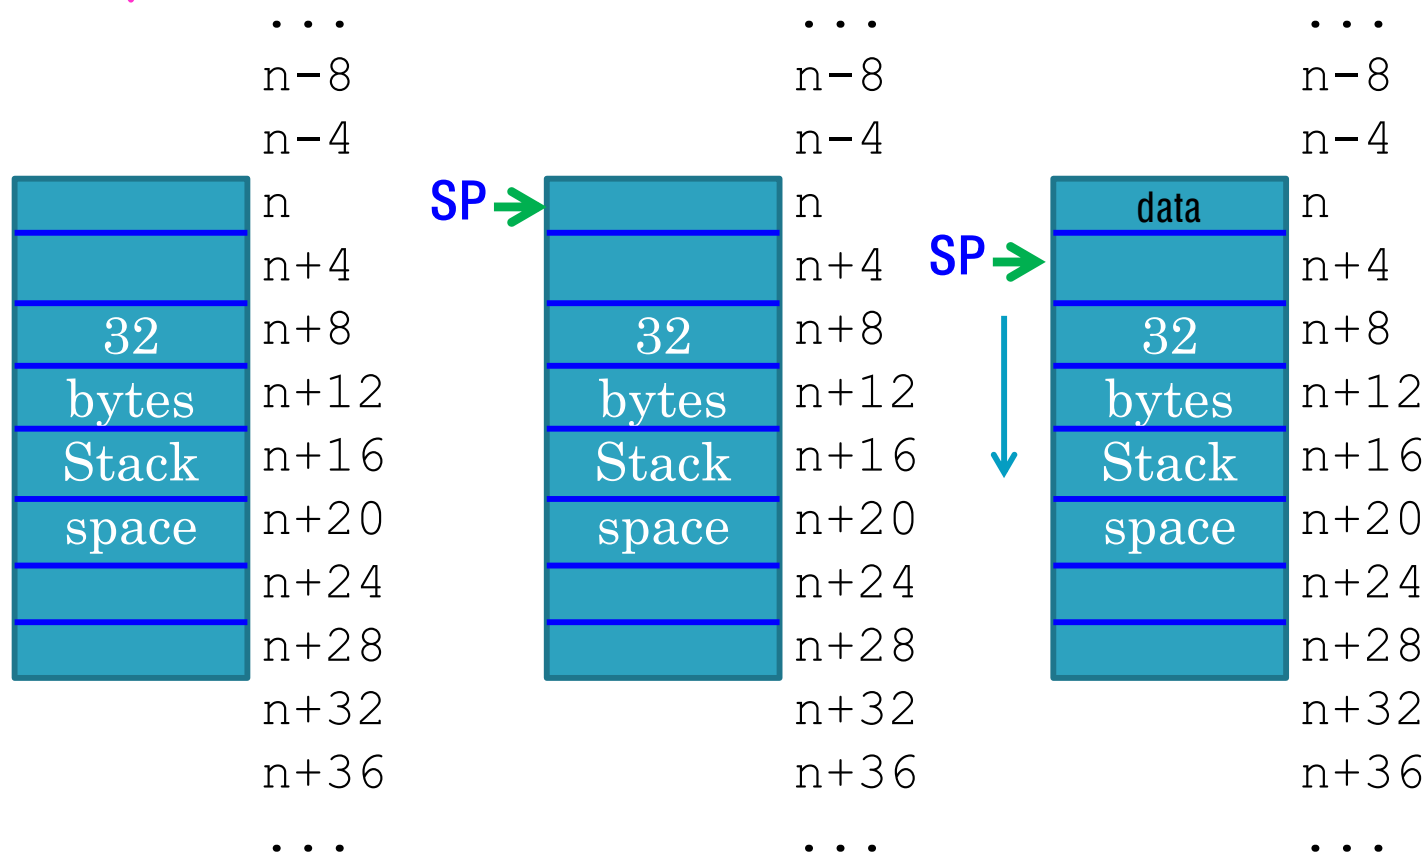 ... ... ...
n-8 n-8 n-8
n-4 n-4 n-4
n SP n data n
n+4 n+4 SP n+4
32 n+8 32 n+8 32 n+8
bytes n+12 bytes n+12 bytes n+12
Stack n+16 Stack n+16 Stack n+16
space n+20 space n+20 space n+20
n+24 n+24 n+24
n+28 n+28 n+28
n+32 n+32 n+32
n+36 n+36 n+36
... ... ...